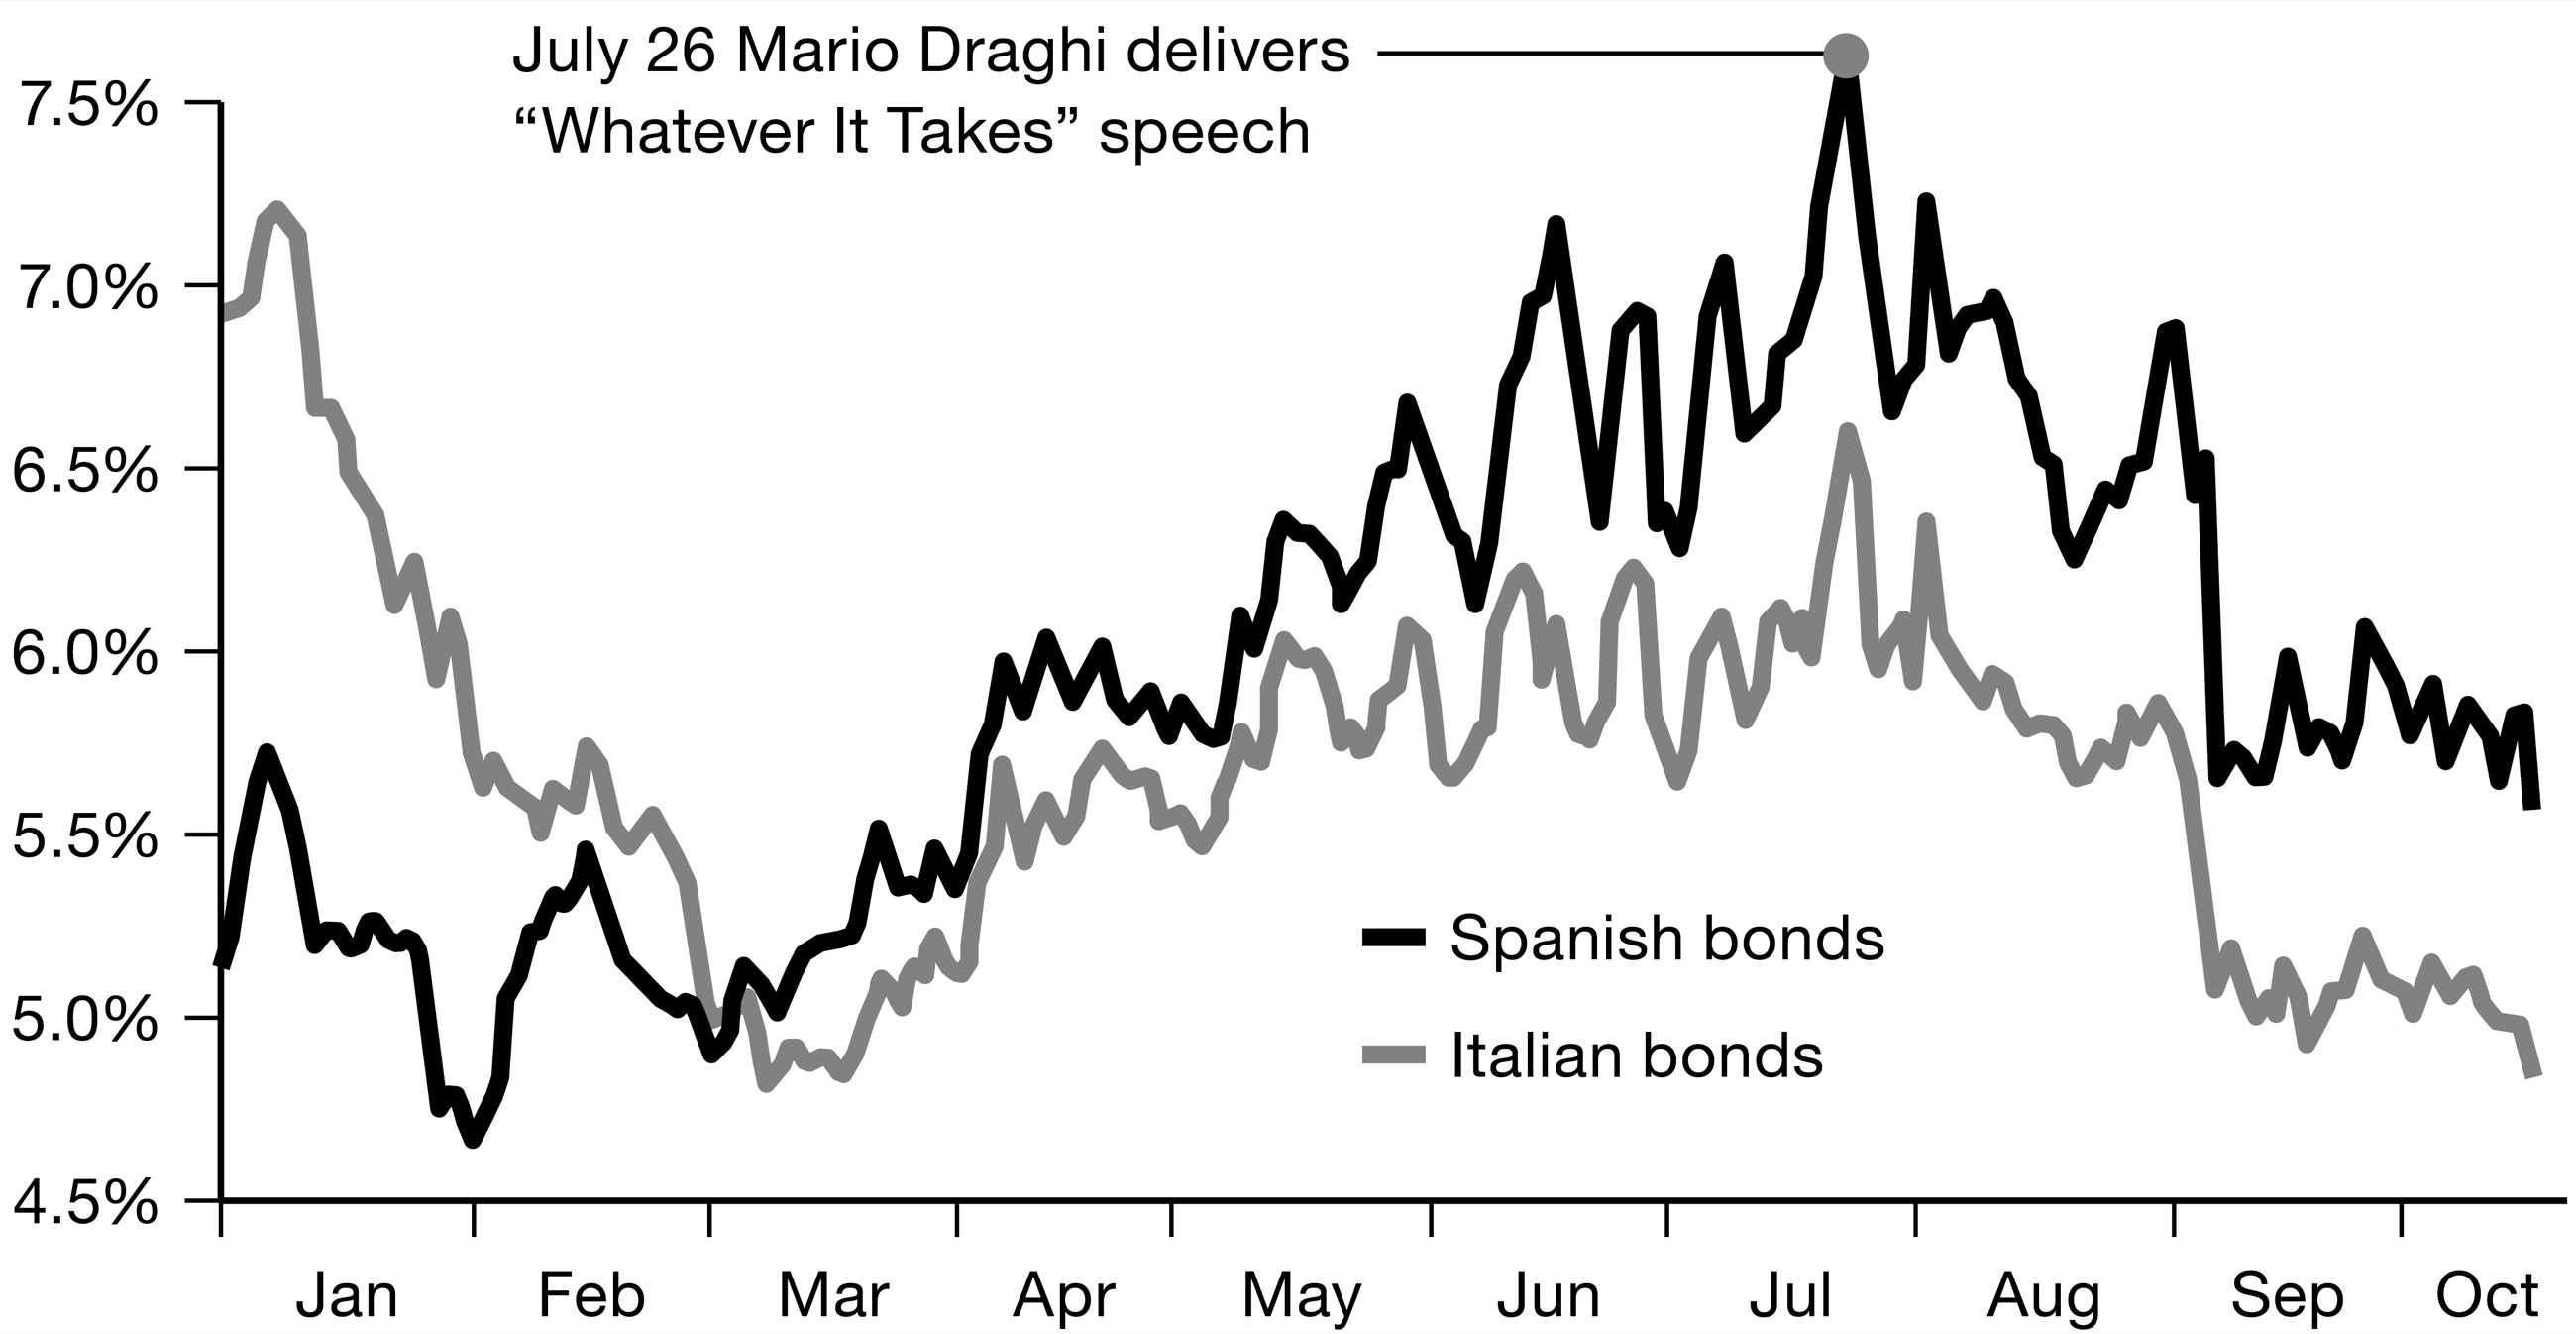 July 26 Mario Draghi delivers
“Whatever It Takes” speech
7.5%
7.0%
6.5%
6.0%
5.5%
5.0%
4.5%
Spanish bonds
Italian bonds
Jan Feb Mar Apr May Jun Jul Aug Sep Oct